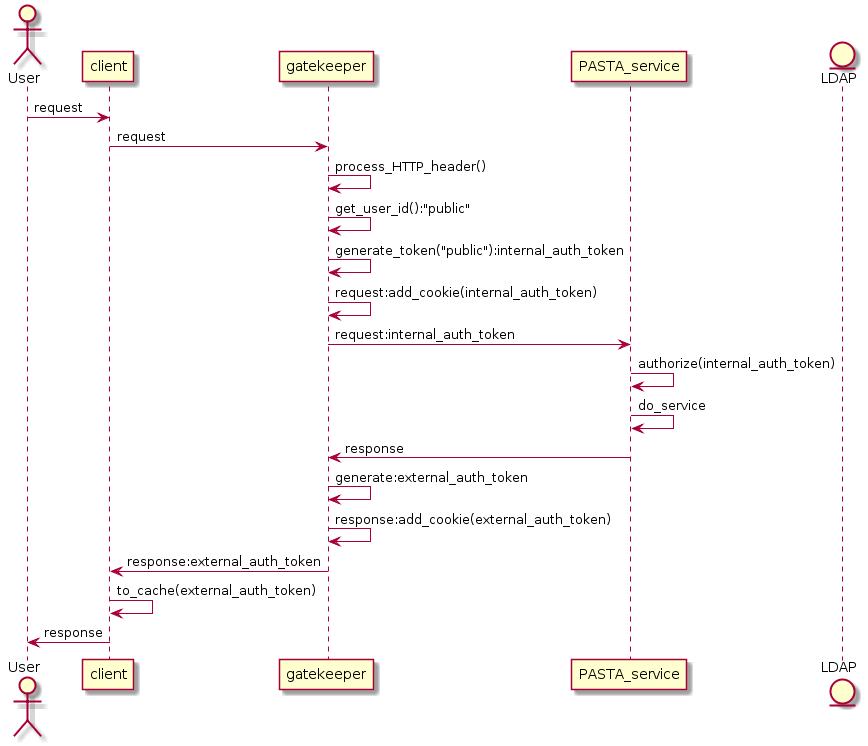 User
client
gatekeeper
PASTA_service
LDAP
request
request
process_HTTP_header()
get_user_id():"public"
generate_token("public"):internal_auth_token
request:add_cookie(internal_auth_token)
request:internal_auth_token
authorize(internal_auth_token)
do_service
response
generate:external_auth_token
response:add_cookie(external_auth_token)
response:external_auth_token
to_cache(external_auth_token)
response
User
client
gatekeeper
PASTA_service
LDAP